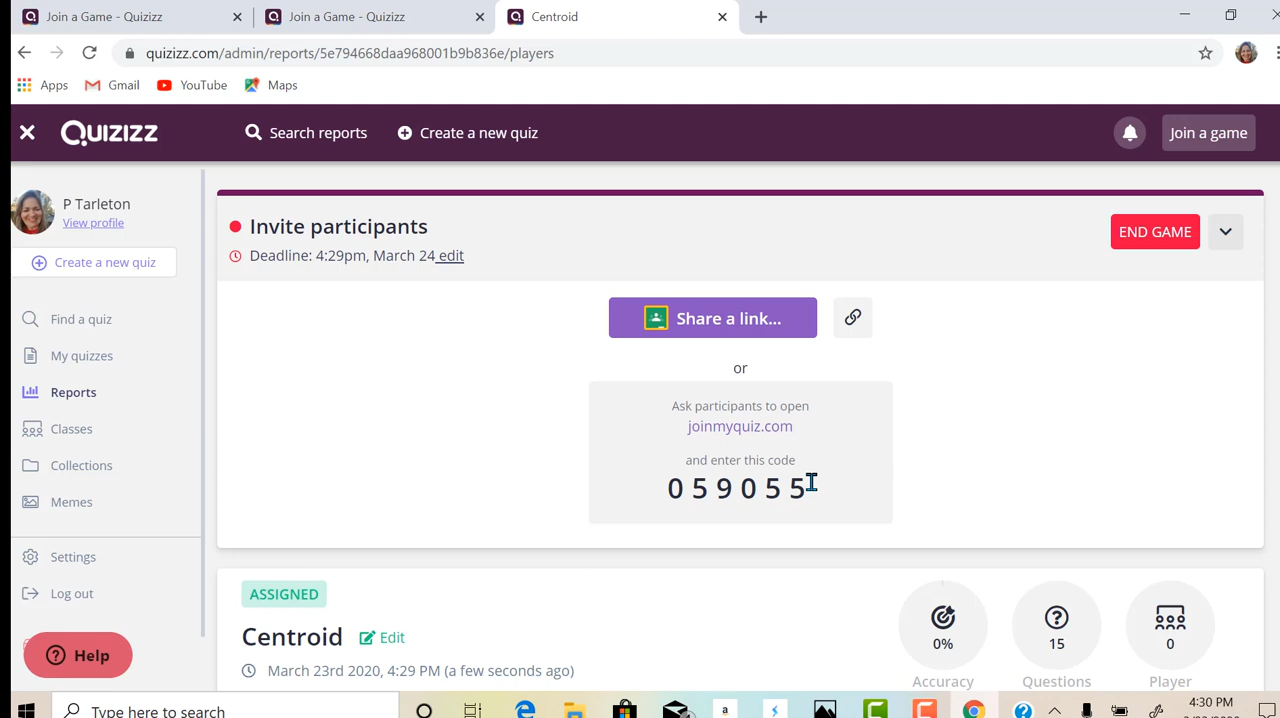 Join a Game - Quizizz
Join a Game - Quizizz
Centroid
quizizz.com/admin/reports/5e794668daa968001b9b836e/players
Apps
Gmail
YouTube
Maps
Quizizz
Search reports
Create a new quiz
Join a game
P Tarleton
View profile
Create a new quiz
Find a quiz
My quizzes
Reports
Classes
Collections
Memes
Settings
Log out
Help
Invite participants
Deadline: 4:29pm, March 24 edit
END GAME
Share a link...
or
Ask participants to open
joinmyquiz.com
and enter this code
0 5 9 0 5 5
ASSIGNED
Centroid
Edit
March 23rd 2020, 4:29 PM (a few seconds ago)
0%
Accuracy
15
Questions
0
Player
Type here to search
4:30 PM